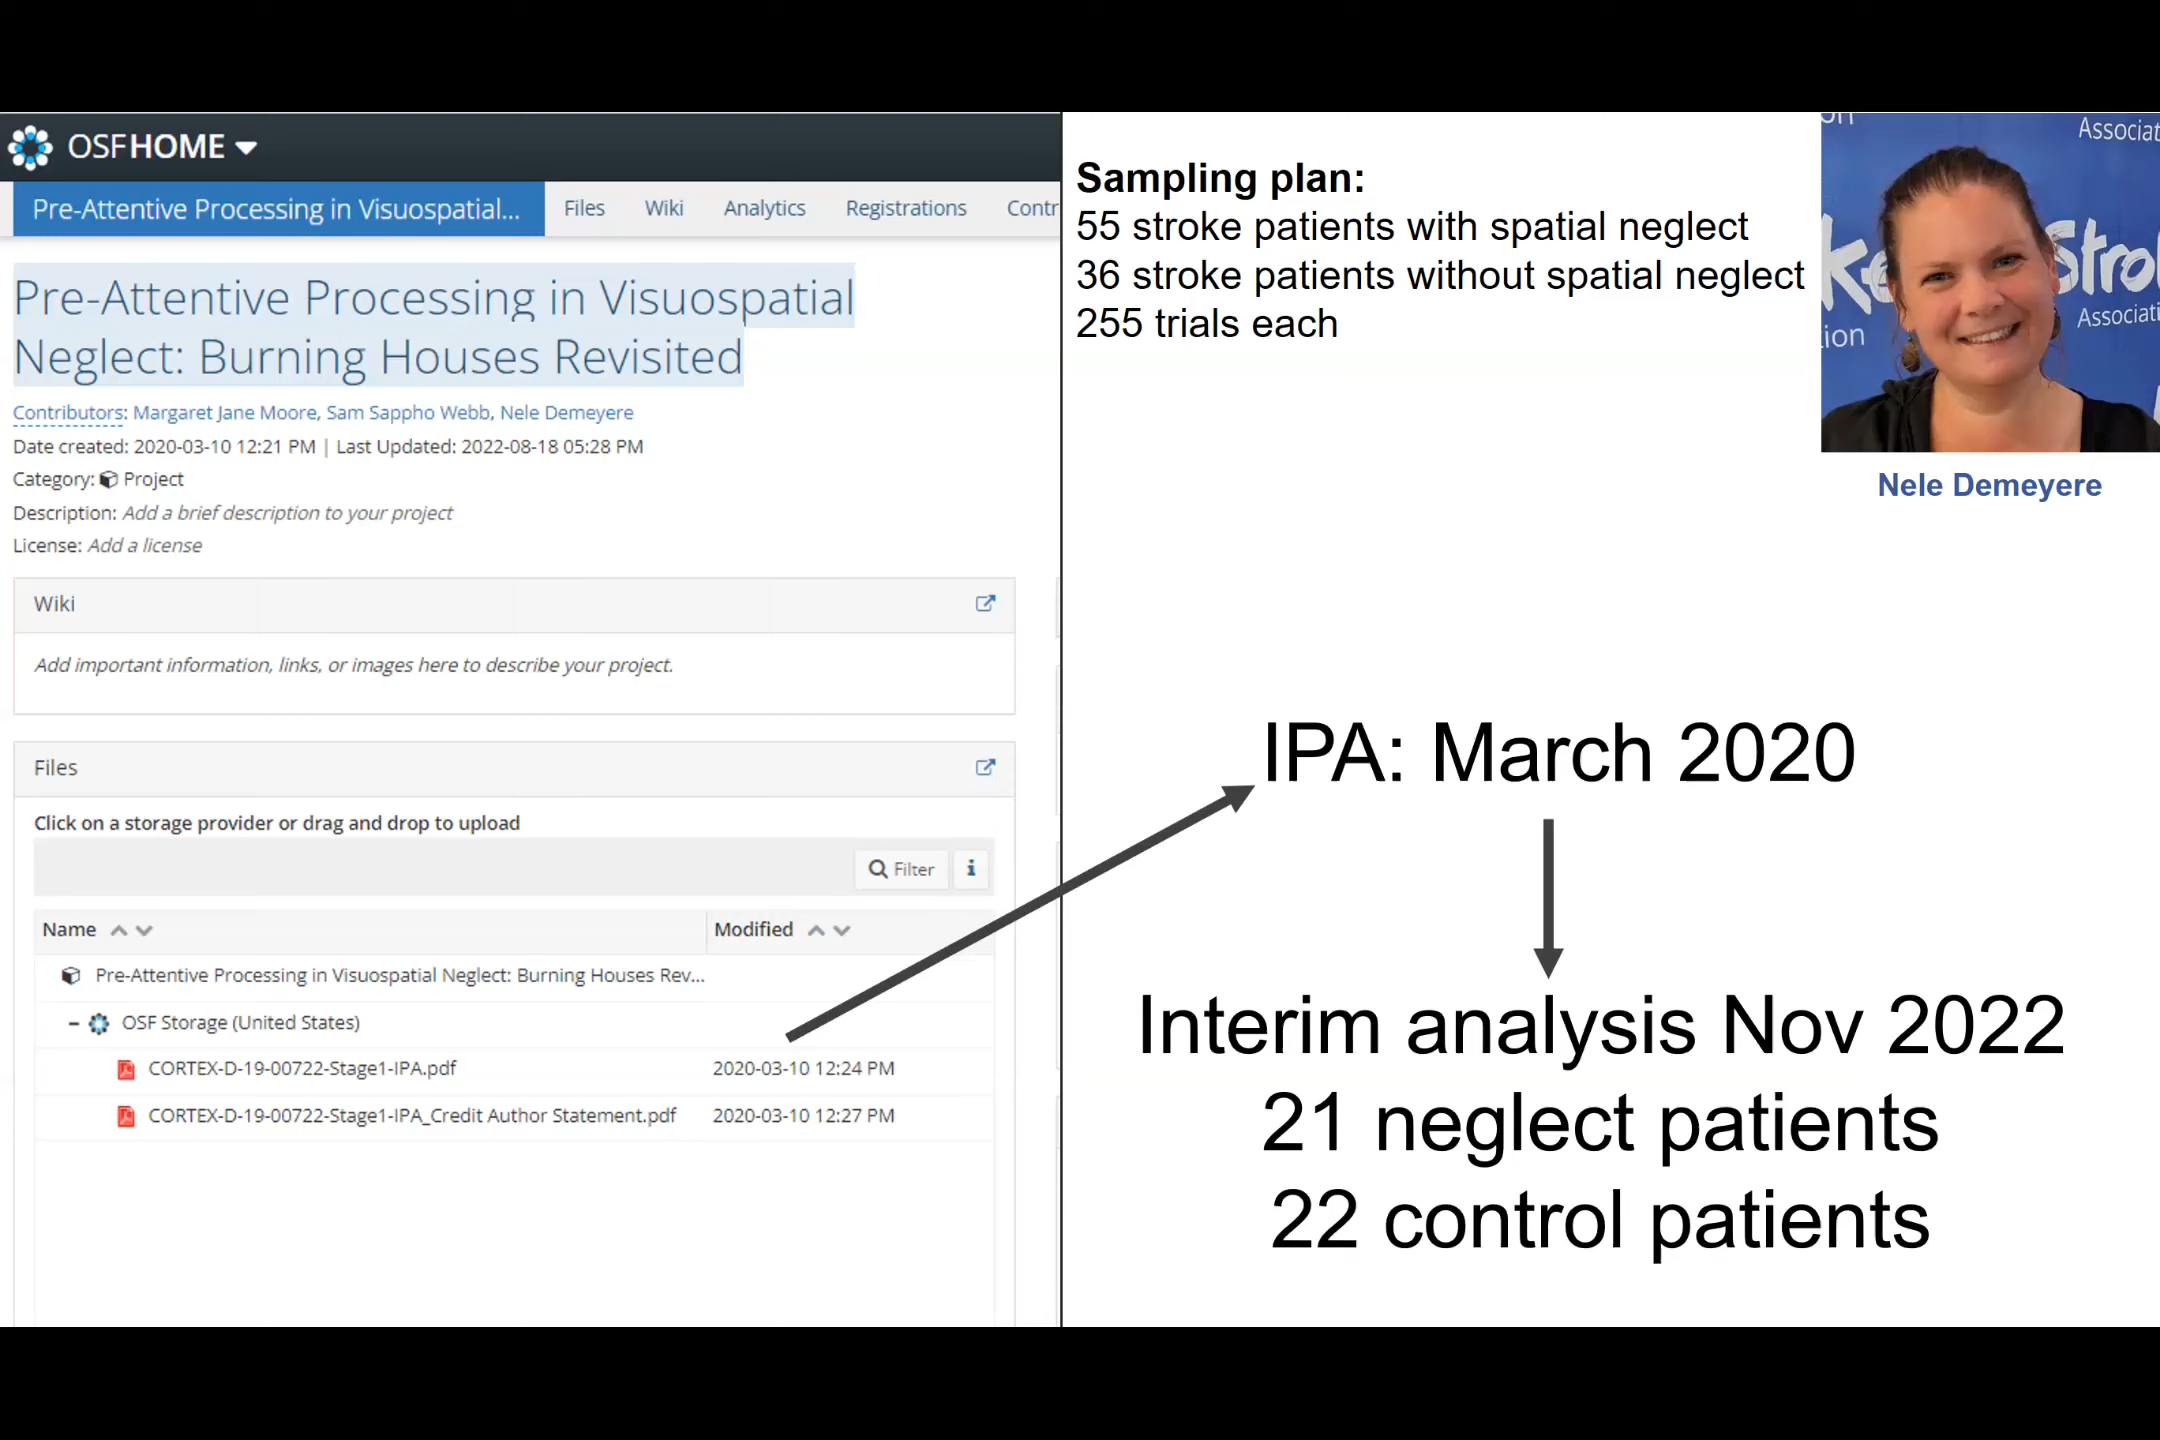 OSFHOME
Pre-Attentive Processing in Visuospatial...
Files
Wiki
Analytics
Registrations
Contr
Pre-Attentive Processing in Visuospatial
Neglect: Burning Houses Revisited
Contributors: Margaret Jane Moore, Sam Sappho Webb, Nele Demeyere
Date created: 2020-03-10 12:21 PM | Last Updated: 2022-08-18 05:28 PM
Category: Project
Description: Add a brief description to your project
License: Add a license
Wiki
Add important information, links, or images here to describe your project.
Files
Click on a storage provider or drag and drop to upload
Filter
i
Name
Modified
Pre-Attentive Processing in Visuospatial Neglect: Burning Houses Rev...
OSF Storage (United States)
CORTEX-D-19-00722-Stage1-IPA.pdf
2020-03-10 12:24 PM
CORTEX-D-19-00722-Stage1-IPA_Credit Author Statement.pdf
2020-03-10 12:27 PM
Sampling plan:
55 stroke patients with spatial neglect
36 stroke patients without spatial neglect
255 trials each
Associat
Stro
Associati
ion
Nele Demeyere
IPA: March 2020
Interim analysis Nov 2022
21 neglect patients
22 control patients